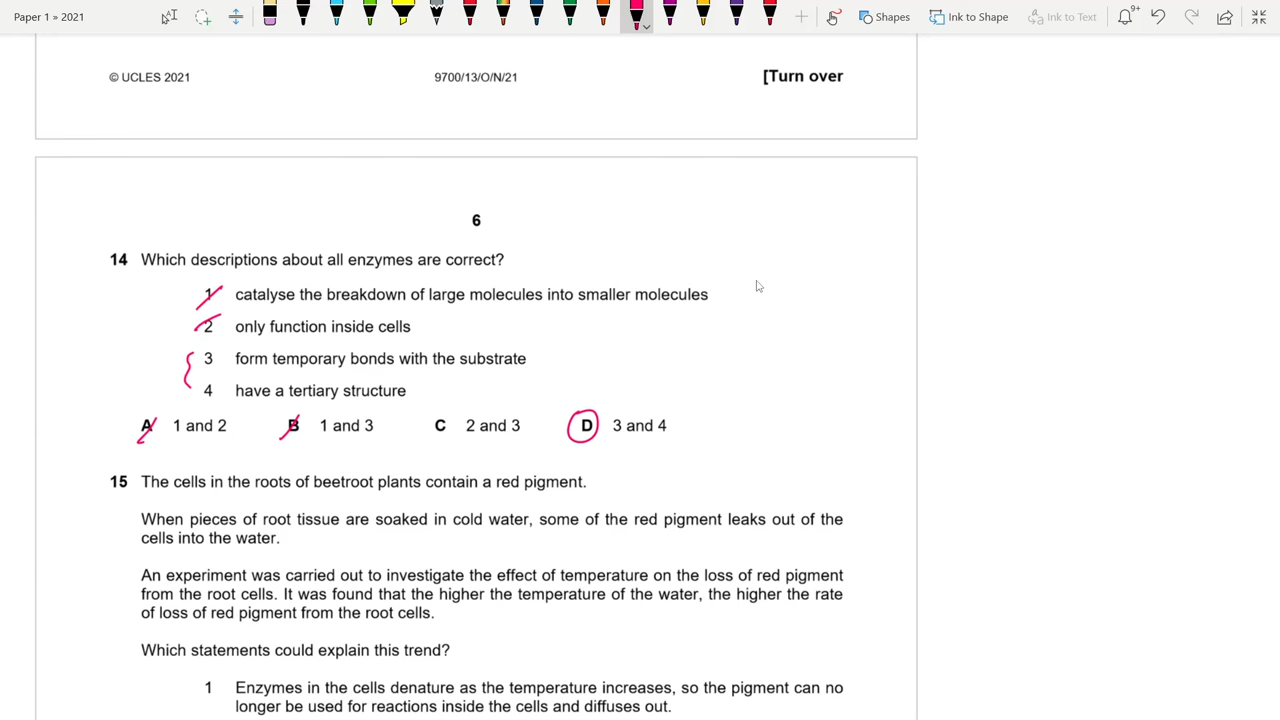 Paper 1 » 2021
Shapes
Ink to Shape
Ink to Text
9+
© UCLES 2021
9700/13/O/N/21
[Turn over
6
14 Which descriptions about all enzymes are correct?
1 catalyse the breakdown of large molecules into smaller molecules
2 only function inside cells
3 form temporary bonds with the substrate
4 have a tertiary structure
A 1 and 2 B 1 and 3 C 2 and 3 D 3 and 4
15 The cells in the roots of beetroot plants contain a red pigment.
When pieces of root tissue are soaked in cold water, some of the red pigment leaks out of the
cells into the water.
An experiment was carried out to investigate the effect of temperature on the loss of red pigment
from the root cells. It was found that the higher the temperature of the water, the higher the rate
of loss of red pigment from the root cells.
Which statements could explain this trend?
1 Enzymes in the cells denature as the temperature increases, so the pigment can no
longer be used for reactions inside the cells and diffuses out.